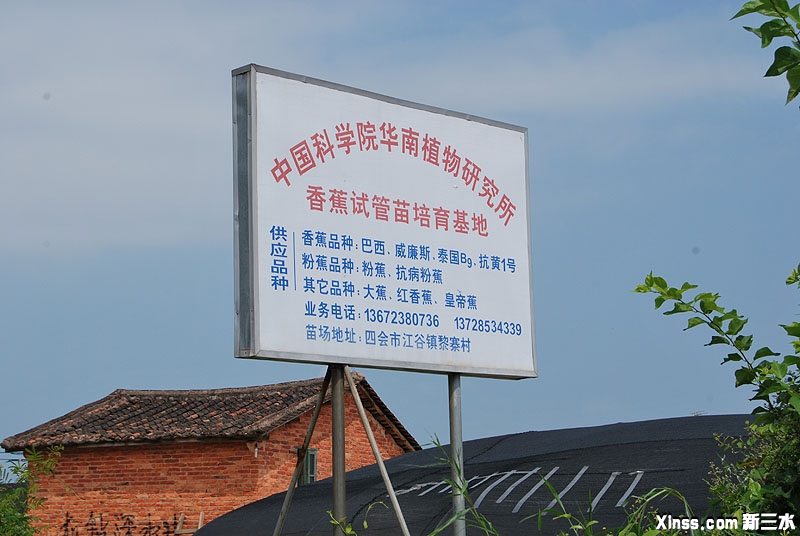 中国科学院华南植物研究所
香蕉试管苗培育基地
供应品种
香蕉品种：巴西、威廉斯、泰国B9、抗黄1号
粉蕉品种：粉蕉、抗病粉蕉
其它品种：大蕉、红香蕉、皇帝蕉
业务电话：13672380736 13728534339
苗场地址：四会市江谷镇黎寨村
Xinss.com 新三水